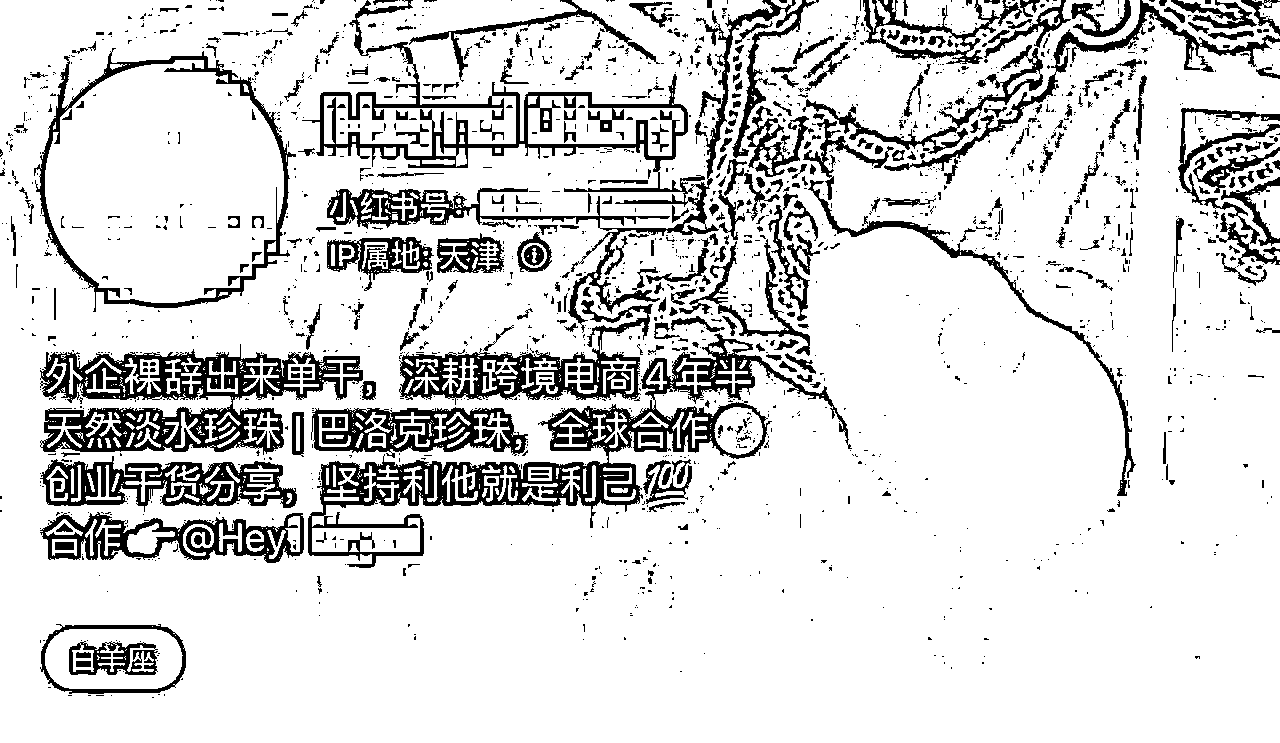 小红书号:
IP属地: 天津
外企裸辞出来单干，深耕跨境电商4年半
天然淡水珍珠 | 巴洛克珍珠，全球合作
创业干货分享，坚持利他就是利己💯
合作👉@Hey
白羊座